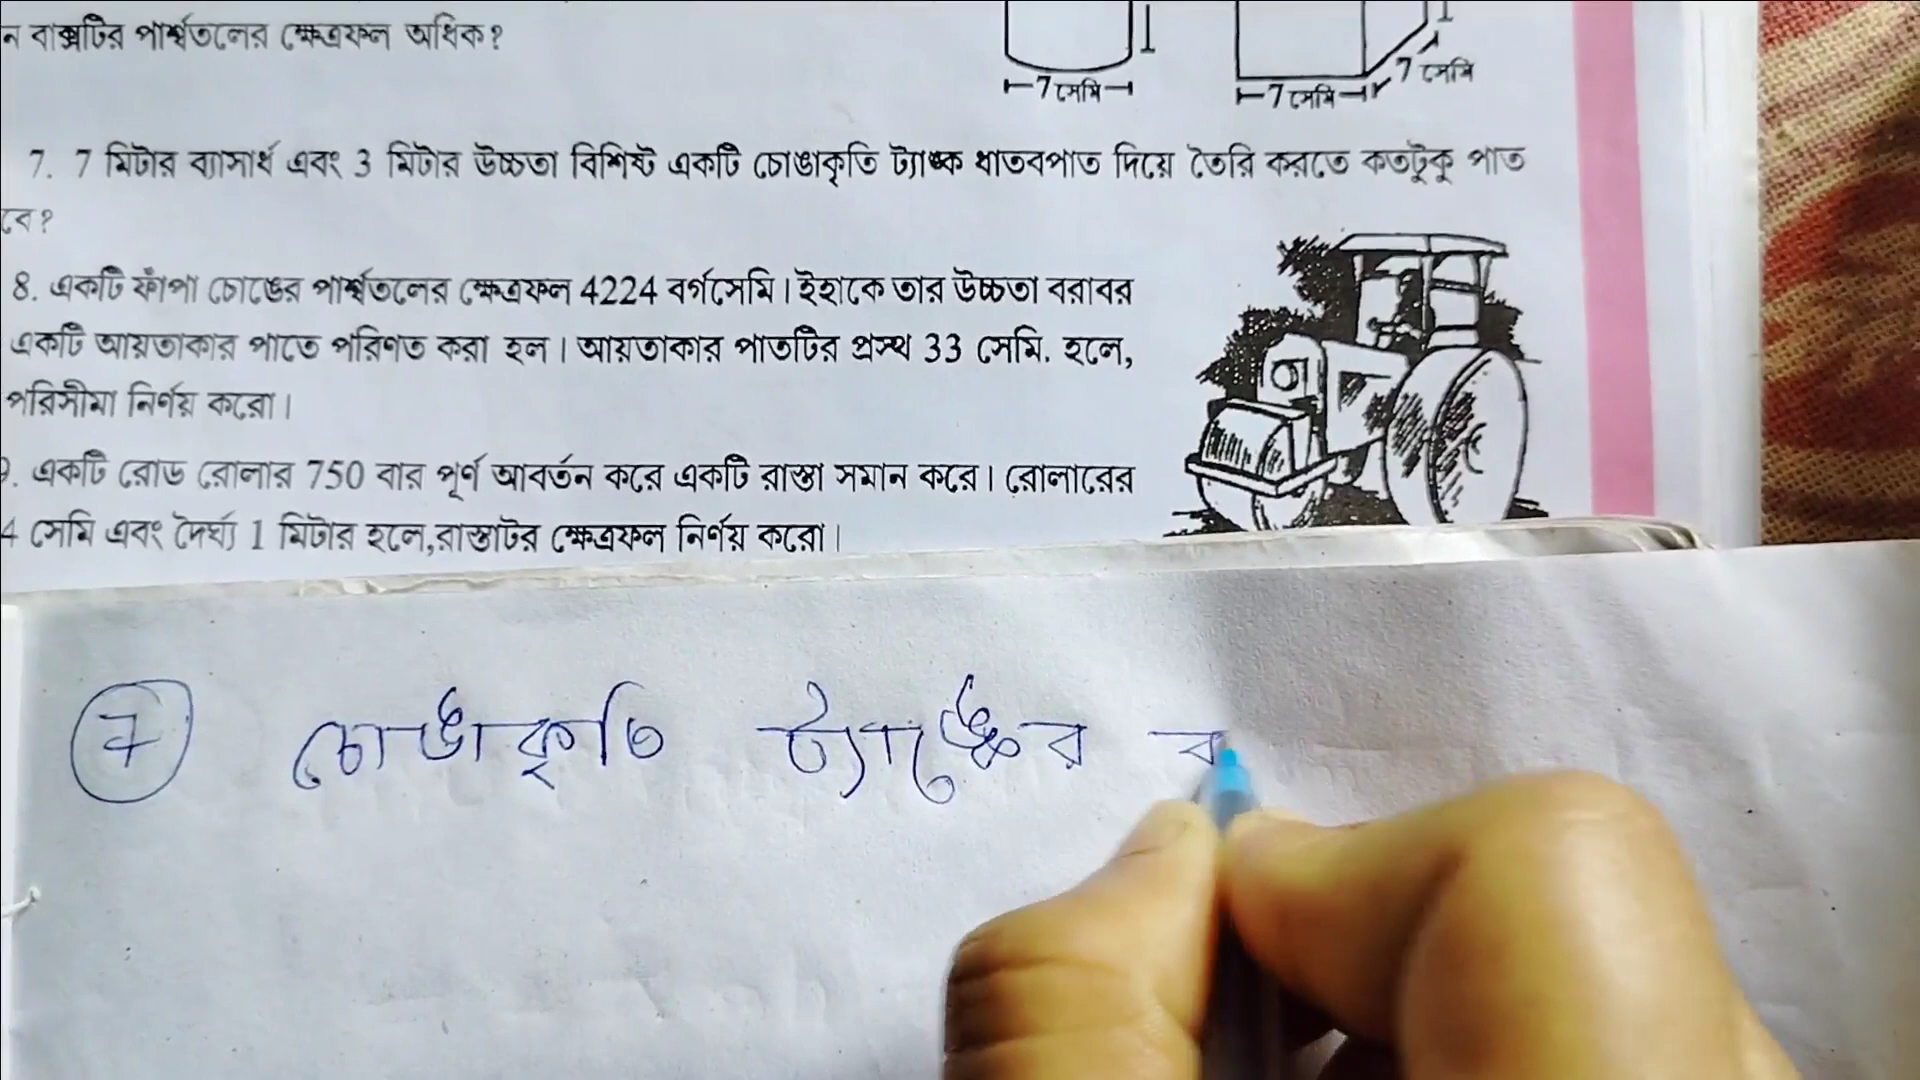 ন বাক্সটির পার্শ্বতলের ক্ষেত্রফল অধিক?
7 সেমি
7 সেমি
7 সেমি
7. 7 মিটার ব্যাসার্ধ এবং 3 মিটার উচ্চতা বিশিষ্ট একটি চোঙাকৃতি ট্যাঙ্ক ধাতবপাত দিয়ে তৈরি করতে কতটুকু পাত
বে?
8. একটি ফাঁপা চোঙের পার্শ্বতলের ক্ষেত্রফল 4224 বর্গসেমি। ইহাকে তার উচ্চতা বরাবর
একটি আয়তাকার পাতে পরিণত করা হল। আয়তাকার পাতটির প্রস্থ 33 সেমি. হলে,
পরিসীমা নির্ণয় করো।
9. একটি রোড রোলার 750 বার পূর্ণ আবর্তন করে একটি রাস্তা সমান করে। রোলারের
4 সেমি এবং দৈর্ঘ্য 1 মিটার হলে,রাস্তাটর ক্ষেত্রফল নির্ণয় করো।
7 চোঙাকৃতি ট্যাঙ্কের ব